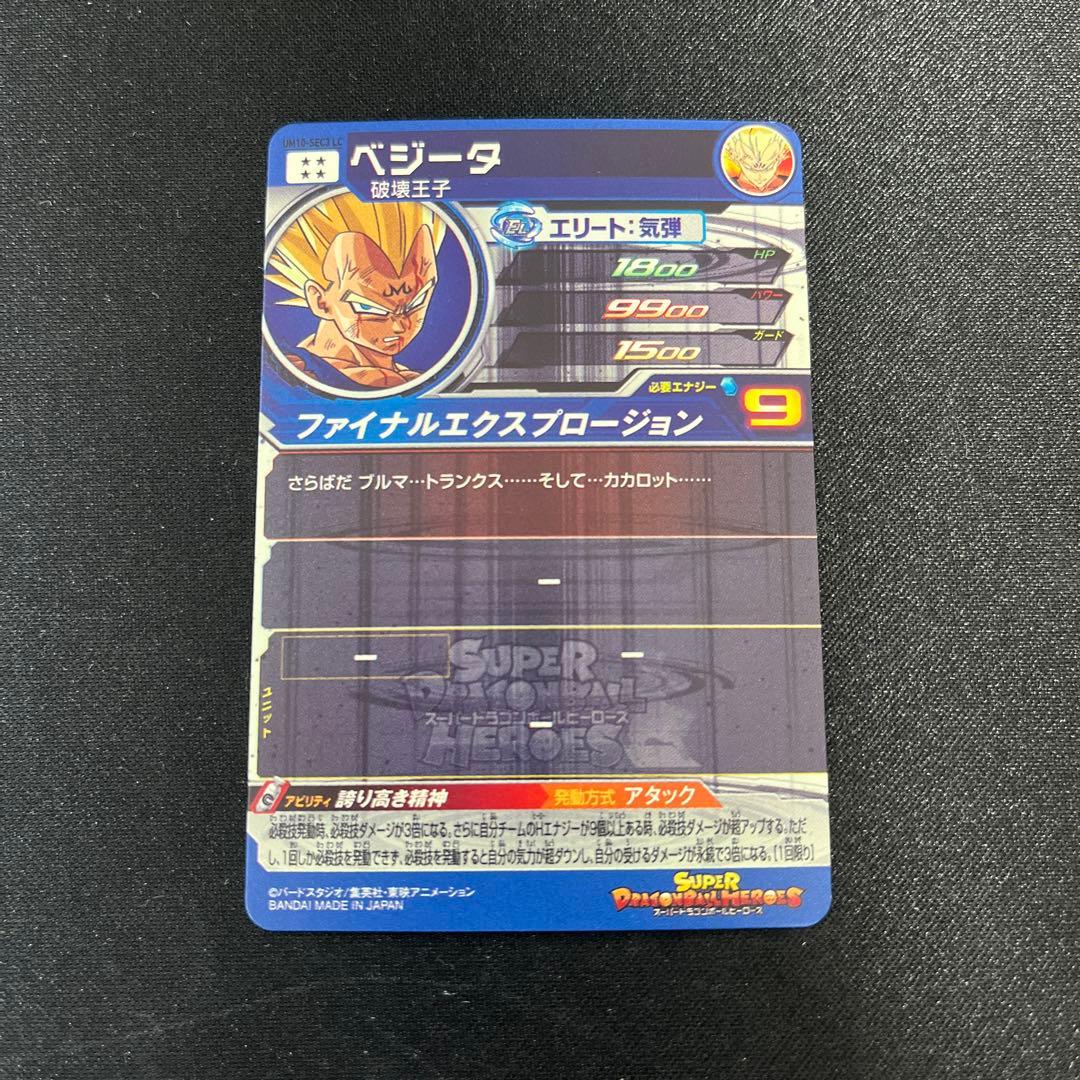 UM10-SEC3 LC
ベジータ
破壊王子
EL エリート:気弾
1800 HP
9900 パワー
1500 ガード
必要エナジー 9
ファイナルエクスプロージョン
さらばだ ブルマ…トランクス……そして…カカロット……
ー
ー ー
ー
ユニット
SUPER
DRAGONBALL
スーパードラゴンボールヒーローズ
HEROES
アビリティ 誇り高き精神 発動方式 アタック
必殺技発動時、必殺技ダメージが3倍になる。さらに自分チームのHエナジーが9個以上ある時、必殺技ダメージが超アップする。ただ
し、1回しか必殺技を発動できず、必殺技を発動すると自分の気力が超ダウンし、自分の受けるダメージが永続で3倍になる。[1回限り]
©バードスタジオ/集英社・東映アニメーション
BANDAI MADE IN JAPAN
SUPER
DRAGONBALL HEROES
スーパードラゴンボールヒーローズ